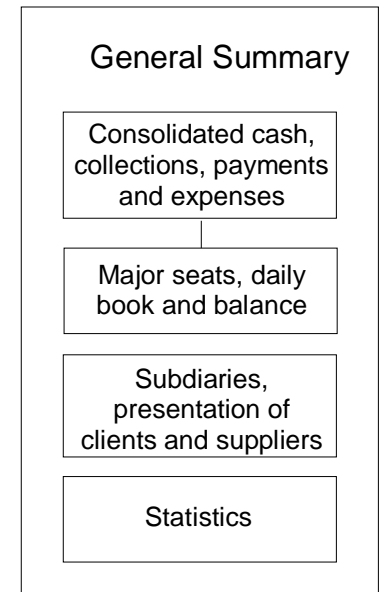 General Summary
Consolidated cash,
collections, payments
and expenses
Major seats, daily
book and balance
Subdiaries,
presentation of
clients and suppliers
Statistics